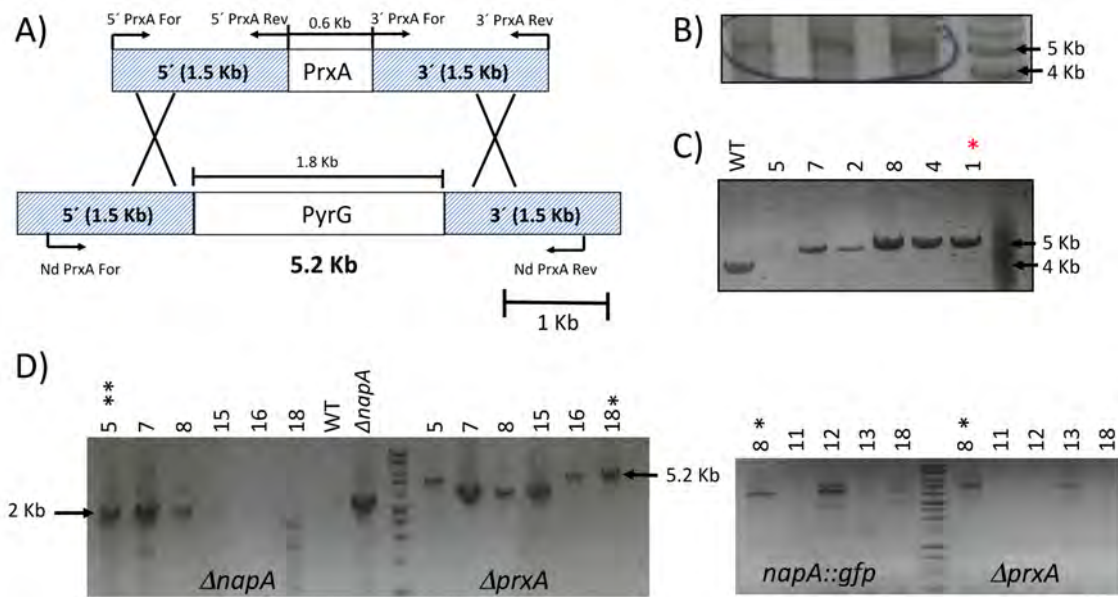 A)
5´ PrxA For
5´ PrxA Rev
0.6 Kb
3´ PrxA For
3´ PrxA Rev
5´ (1.5 Kb)
PrxA
3´ (1.5 Kb)
1.8 Kb
5´ (1.5 Kb)
PyrG
3´ (1.5 Kb)
Nd PrxA For
5.2 Kb
Nd PrxA Rev
1 Kb
B)
5 Kb
4 Kb
C)
WT 5 7 2 8 4 1 *
5 Kb
4 Kb
D)
5 ** 7 8 15 16 18 WT ΔnapA 5 7 8 15 16 18*
2 Kb
5.2 Kb
ΔnapA
ΔprxA
8 * 11 12 13 18 8 * 11 12 13 18
napA::gfp
ΔprxA